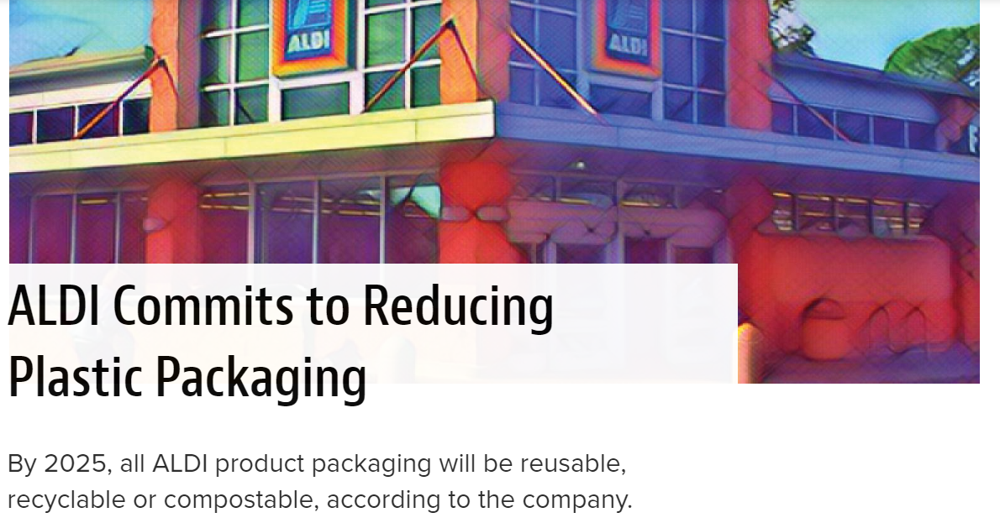 ALDI
ALDI
ALDI Commits to Reducing
Plastic Packaging
By 2025, all ALDI product packaging will be reusable,
recyclable or compostable, according to the company.